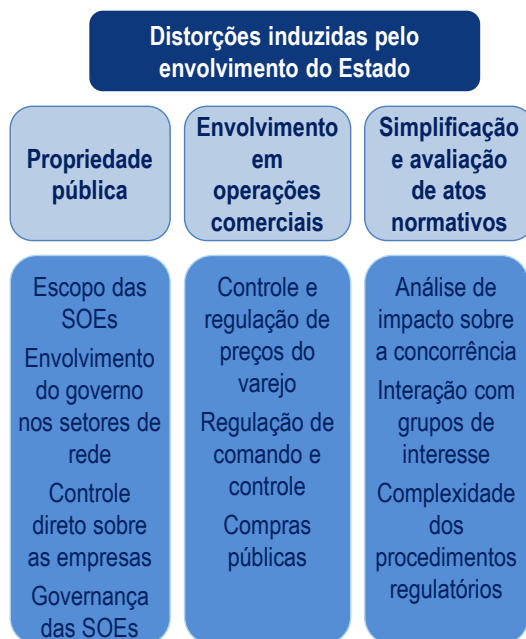 Distorções induzidas pelo
envolvimento do Estado
Propriedade
pública
Envolvimento
em
operações
comerciais
Simplificação
e avaliação
de atos
normativos
Escopo das
SOEs
Envolvimento
do governo
nos setores de
rede
Controle
direto sobre
as empresas
Governança
das SOEs
Controle e
regulação de
preços do
varejo
Regulação de
comando e
controle
Compras
públicas
Análise de
impacto sobre
a concorrência
Interação com
grupos de
interesse
Complexidade
dos
procedimentos
regulatórios